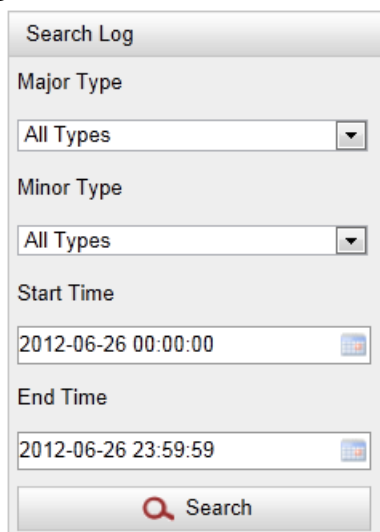 Search Log
Major Type
All Types
Minor Type
All Types
Start Time
2012-06-26 00:00:00
End Time
2012-06-26 23:59:59
Search